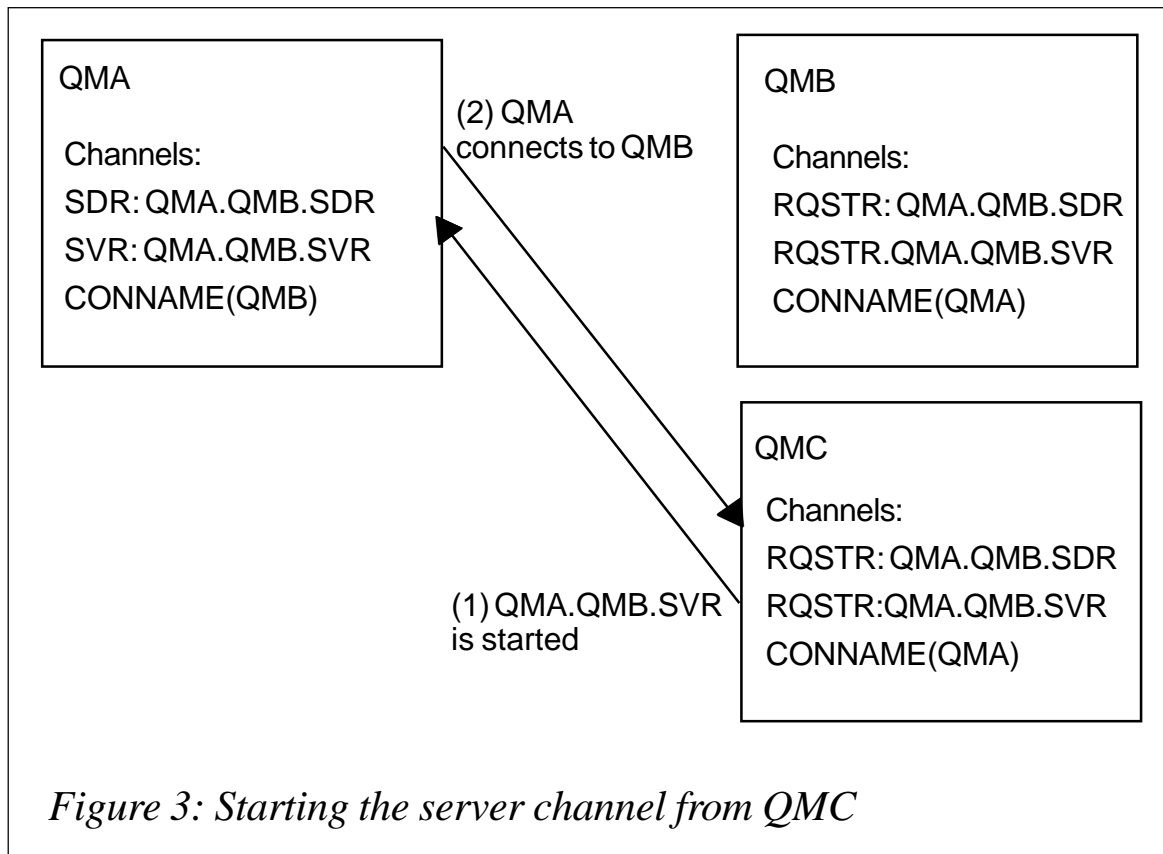 QMA
Channels:
SDR: QMA.QMB.SDR
SVR: QMA.QMB.SVR
CONNAME(QMB)
(2) QMA
connects to QMB
QMB
Channels:
RQSTR: QMA.QMB.SDR
RQSTR.QMA.QMB.SVR
CONNAME(QMA)
(1) QMA.QMB.SVR
is started
QMC
Channels:
RQSTR: QMA.QMB.SDR
RQSTR:QMA.QMB.SVR
CONNAME(QMA)
Figure 3: Starting the server channel from QMC